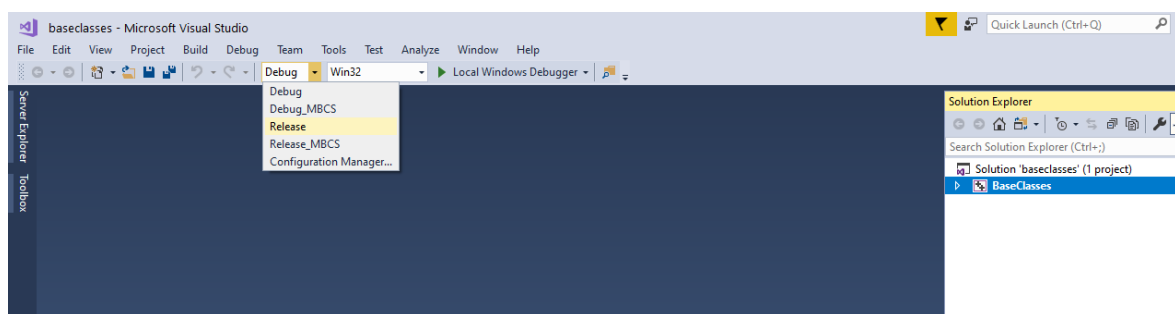 baseclasses - Microsoft Visual Studio
Quick Launch (Ctrl+Q)
File Edit View Project Build Debug Team Tools Test Analyze Window Help
Debug Win32 Local Windows Debugger
Debug
Debug_MBCS
Release
Release_MBCS
Configuration Manager...
Server Explorer
Toolbox
Solution Explorer
Search Solution Explorer (Ctrl+;)
Solution 'baseclasses' (1 project)
BaseClasses